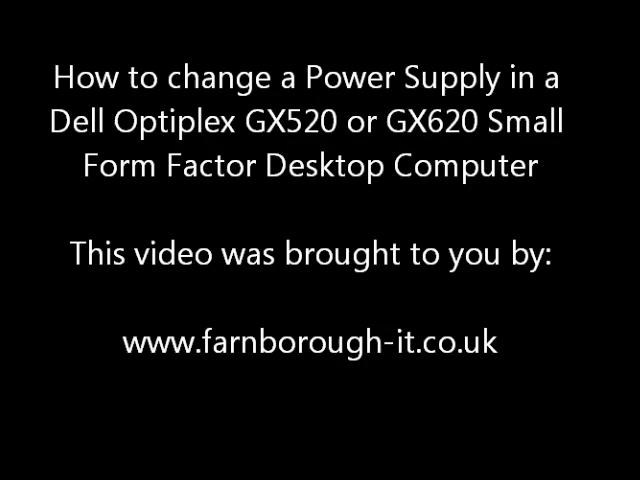 How to change a Power Supply in a
Dell Optiplex GX520 or GX620 Small
Form Factor Desktop Computer
This video was brought to you by:
www.farnborough-it.co.uk